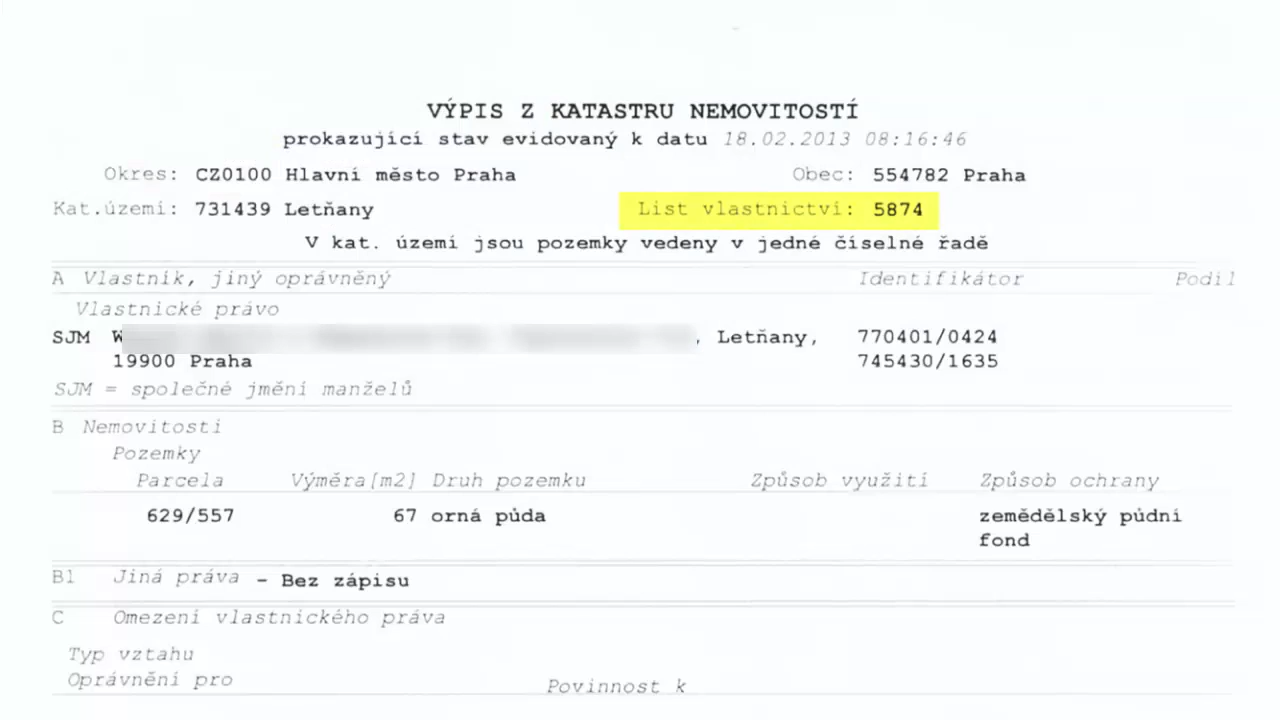 VÝPIS Z KATASTRU NEMOVITOSTÍ
prokazující stav evidovaný k datu 18.02.2013 08:16:46
Okres: CZ0100 Hlavní město Praha Obec: 554782 Praha
Kat.území: 731439 Letňany List vlastnictví: 5874
V kat. území jsou pozemky vedeny v jedné číselné řadě
A Vlastník, jiný oprávněný Identifikátor Podíl
Vlastnické právo
SJM W , Letňany, 770401/0424
19900 Praha 745430/1635
SJM = společné jmění manželů
B Nemovitosti
Pozemky
Parcela Výměra[m2] Druh pozemku Způsob využití Způsob ochrany
629/557 67 orná půda zemědělský půdní
fond
B1 Jiná práva - Bez zápisu
C Omezení vlastnického práva
Typ vztahu
Oprávnění pro Povinnost k